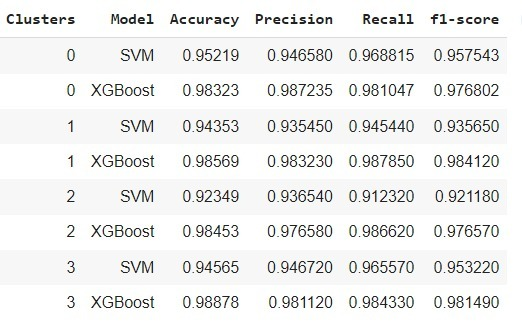 Clusters Model Accuracy Precision Recall f1-score
0 SVM 0.95219 0.946580 0.968815 0.957543
0 XGBoost 0.98323 0.987235 0.981047 0.976802
1 SVM 0.94353 0.935450 0.945440 0.935650
1 XGBoost 0.98569 0.983230 0.987850 0.984120
2 SVM 0.92349 0.936540 0.912320 0.921180
2 XGBoost 0.98453 0.976580 0.986620 0.976570
3 SVM 0.94565 0.946720 0.965570 0.953220
3 XGBoost 0.98878 0.981120 0.984330 0.981490